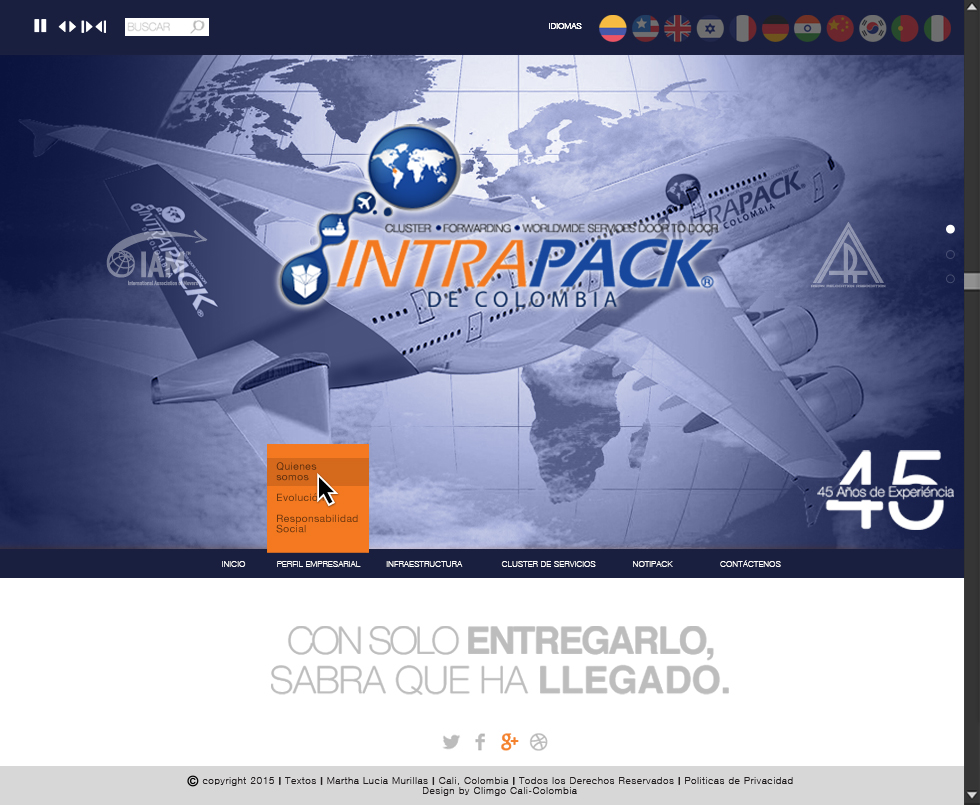 BUSCAR
IDIOMAS
CLUSTER • FORWARDING • WORLDWIDE SERVICES DOOR TO DOOR
INTRAPACK®
DE COLOMBIA
INTRAPACK
COLOMBIA
INTRAPACK
IAM
International Association of Movers
45
45 Años de Experiéncia
Quienes
somos
Evolució
Responsabilidad
Social
INICIO
PERFIL EMPRESARIAL
INFRAESTRUCTURA
CLUSTER DE SERVICIOS
NOTIPACK
CONTÁCTENOS
CON SOLO ENTREGARLO,
SABRA QUE HA LLEGADO.
© copyright 2015 | Textos | Martha Lucia Murillas | Cali, Colombia | Todos los Derechos Reservados | Politicas de Privacidad
Design by Climgo Cali-Colombia